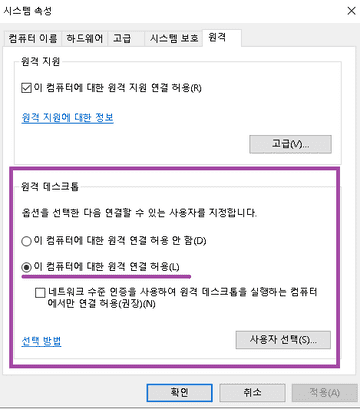 시스템 속성
컴퓨터 이름 하드웨어 고급 시스템 보호 원격
원격 지원
이 컴퓨터에 대한 원격 지원 연결 허용(R)
원격 지원에 대한 정보
고급(V)...
원격 데스크톱
옵션을 선택한 다음 연결할 수 있는 사용자를 지정합니다.
이 컴퓨터에 대한 원격 연결 허용 안 함(D)
이 컴퓨터에 대한 원격 연결 허용(L)
네트워크 수준 인증을 사용하여 원격 데스크톱을 실행하는 컴퓨터
에서만 연결 허용(권장)(N)
선택 방법
사용자 선택(S)...
확인 취소 적용(A)